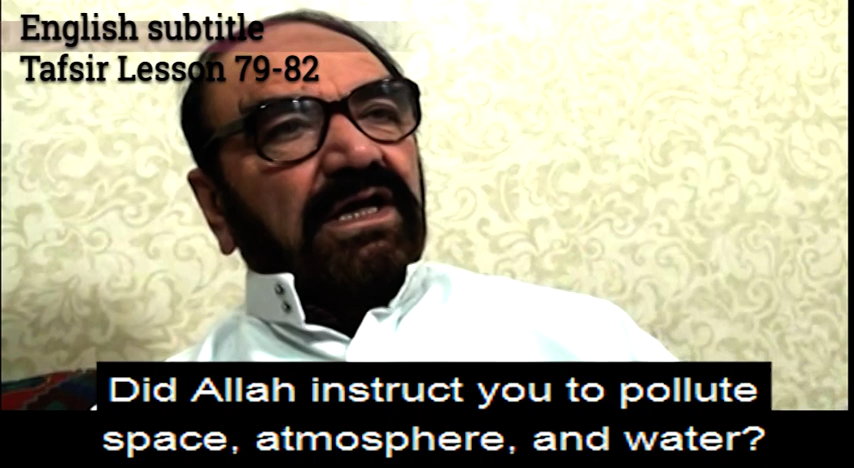 English subtitle
Tafsir Lesson 79-82
Did Allah instruct you to pollute
space, atmosphere, and water?